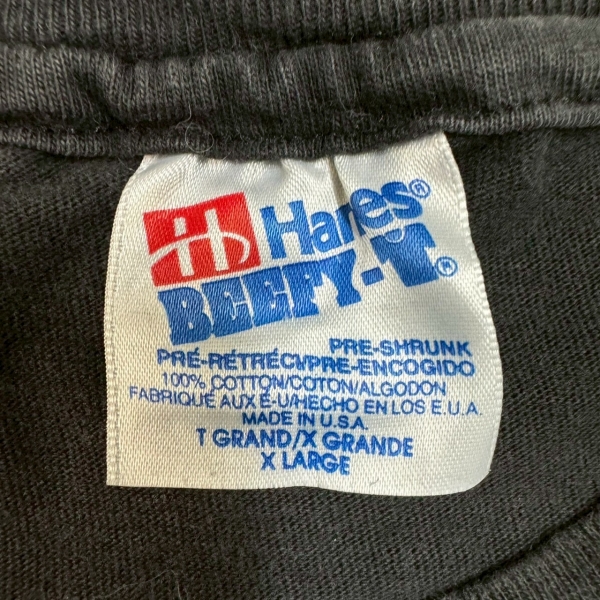 Hanes®
BEEFY-T®
PRE-SHRUNK
PRÉ-RÉTRÉCI/PRE-ENCOGIDO
100% COTTON/COTON/ALGODON
FABRIQUÉ AUX É-U/HECHO EN LOS E.U.A.
MADE IN U.S.A.
T GRAND/X GRANDE
X LARGE